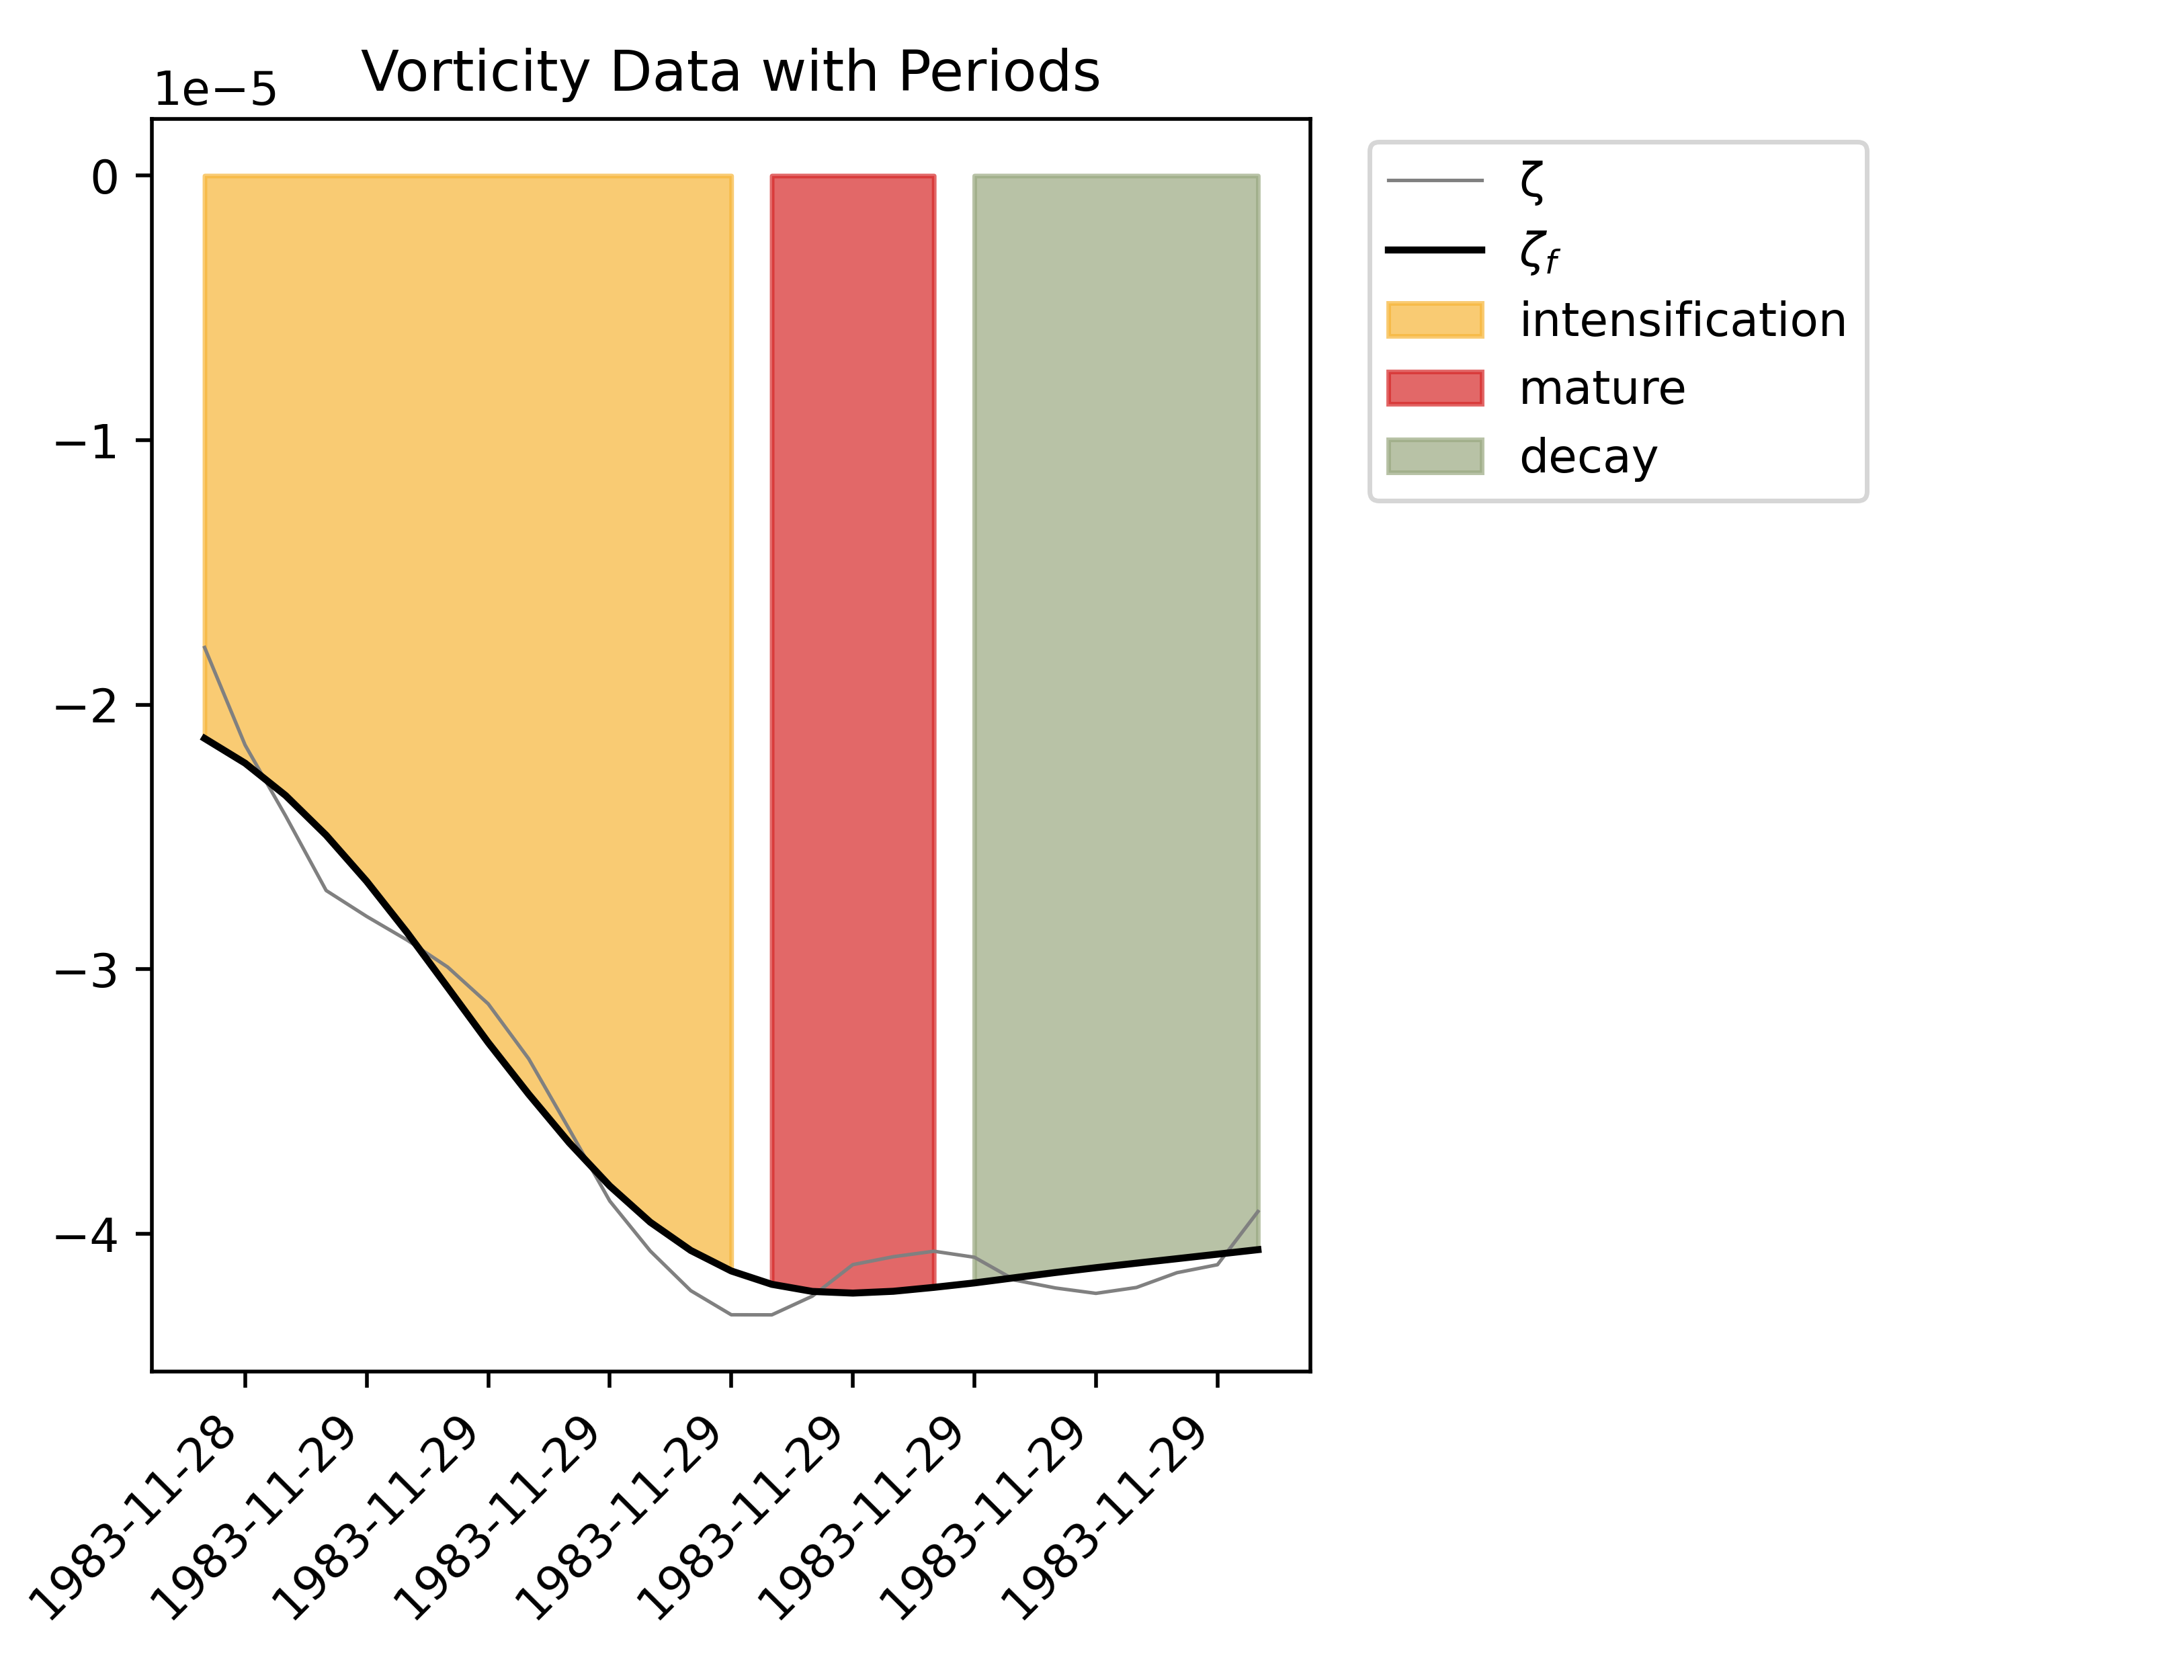 Vorticity Data with Periods
1e−5
0
−1
−2
−3
−4
1983-11-28
1983-11-29
1983-11-29
1983-11-29
1983-11-29
1983-11-29
1983-11-29
1983-11-29
1983-11-29
ζ
ζf
intensification
mature
decay